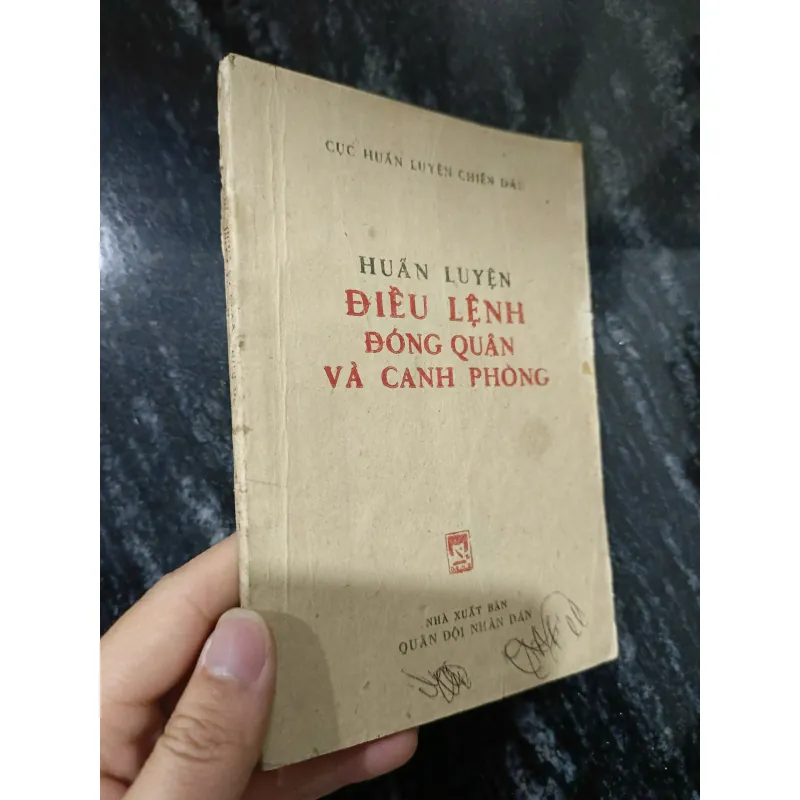 CỤC HUẤN LUYỆN CHIẾN ĐẤU
HUẤN LUYỆN
ĐIỀU LỆNH
ĐÓNG QUÂN
VÀ CANH PHÒNG
NHÀ XUẤT BẢN
QUÂN ĐỘI NHÂN DÂN